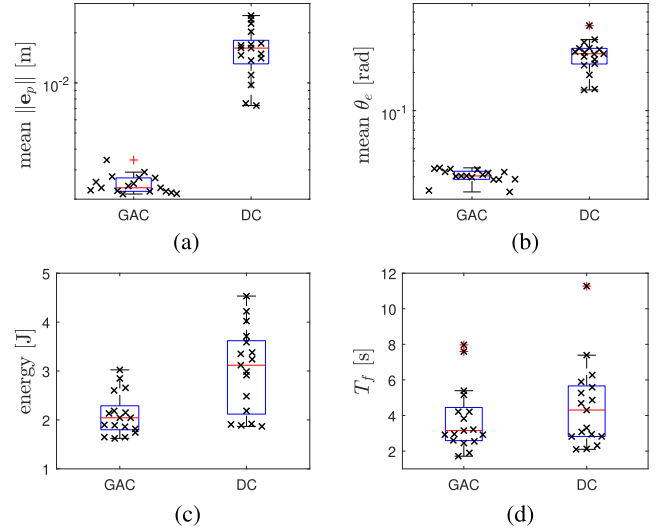 mean ||e_p|| [m]
10^-2
GAC
DC
(a)
mean θ_e [rad]
10^-1
GAC
DC
(b)
energy [J]
5
4
3
2
1
GAC
DC
(c)
T_f [s]
12
10
8
6
4
2
GAC
DC
(d)